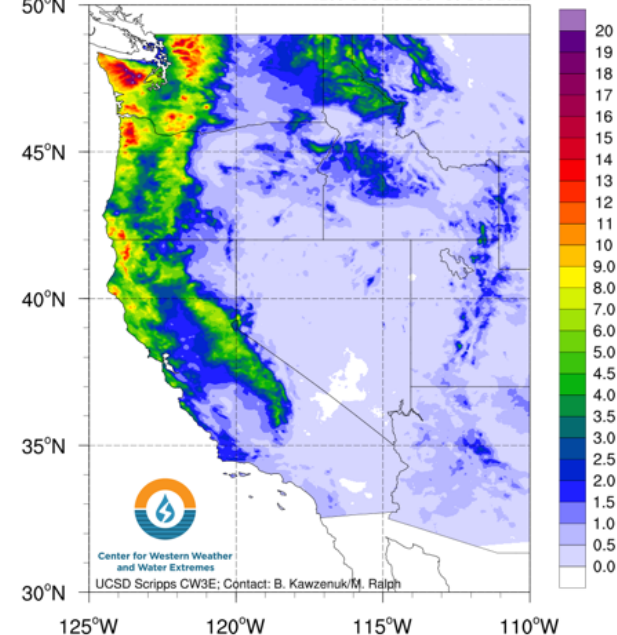 50°N
45°N
40°N
35°N
30°N
125°W
120°W
115°W
110°W
20
19
18
17
16
15
14
13
12
11
10
9.0
8.0
7.0
6.0
5.0
4.5
4.0
3.5
3.0
2.5
2.0
1.5
1.0
0.5
0.0
Center for Western Weather
and Water Extremes
UCSD Scripps CW3E; Contact: B. Kawzenuk/M. Ralph